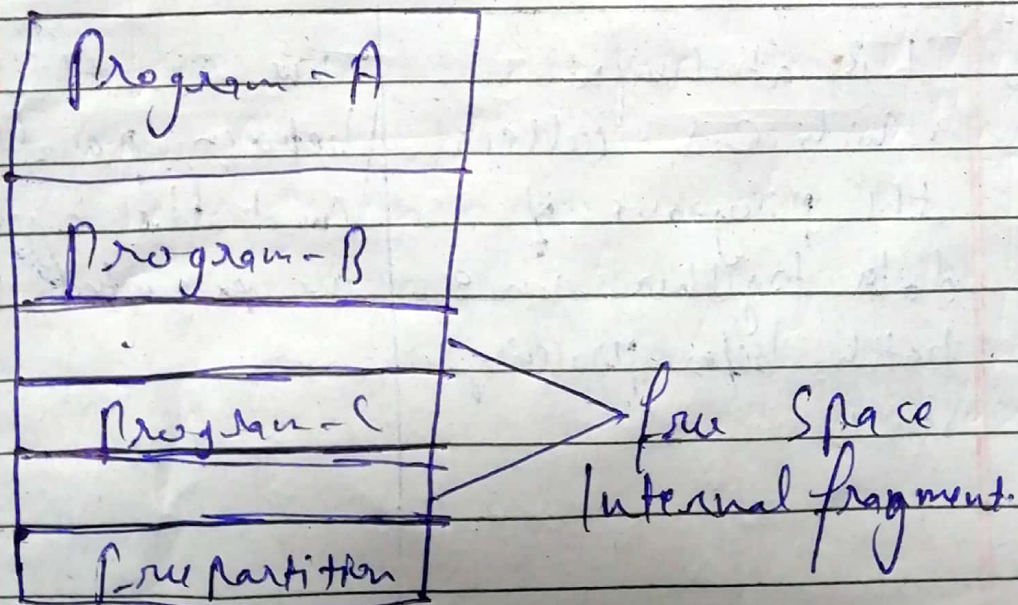 Program - A
Program - B
Program - C
free Space
Internal fragment.
free partition